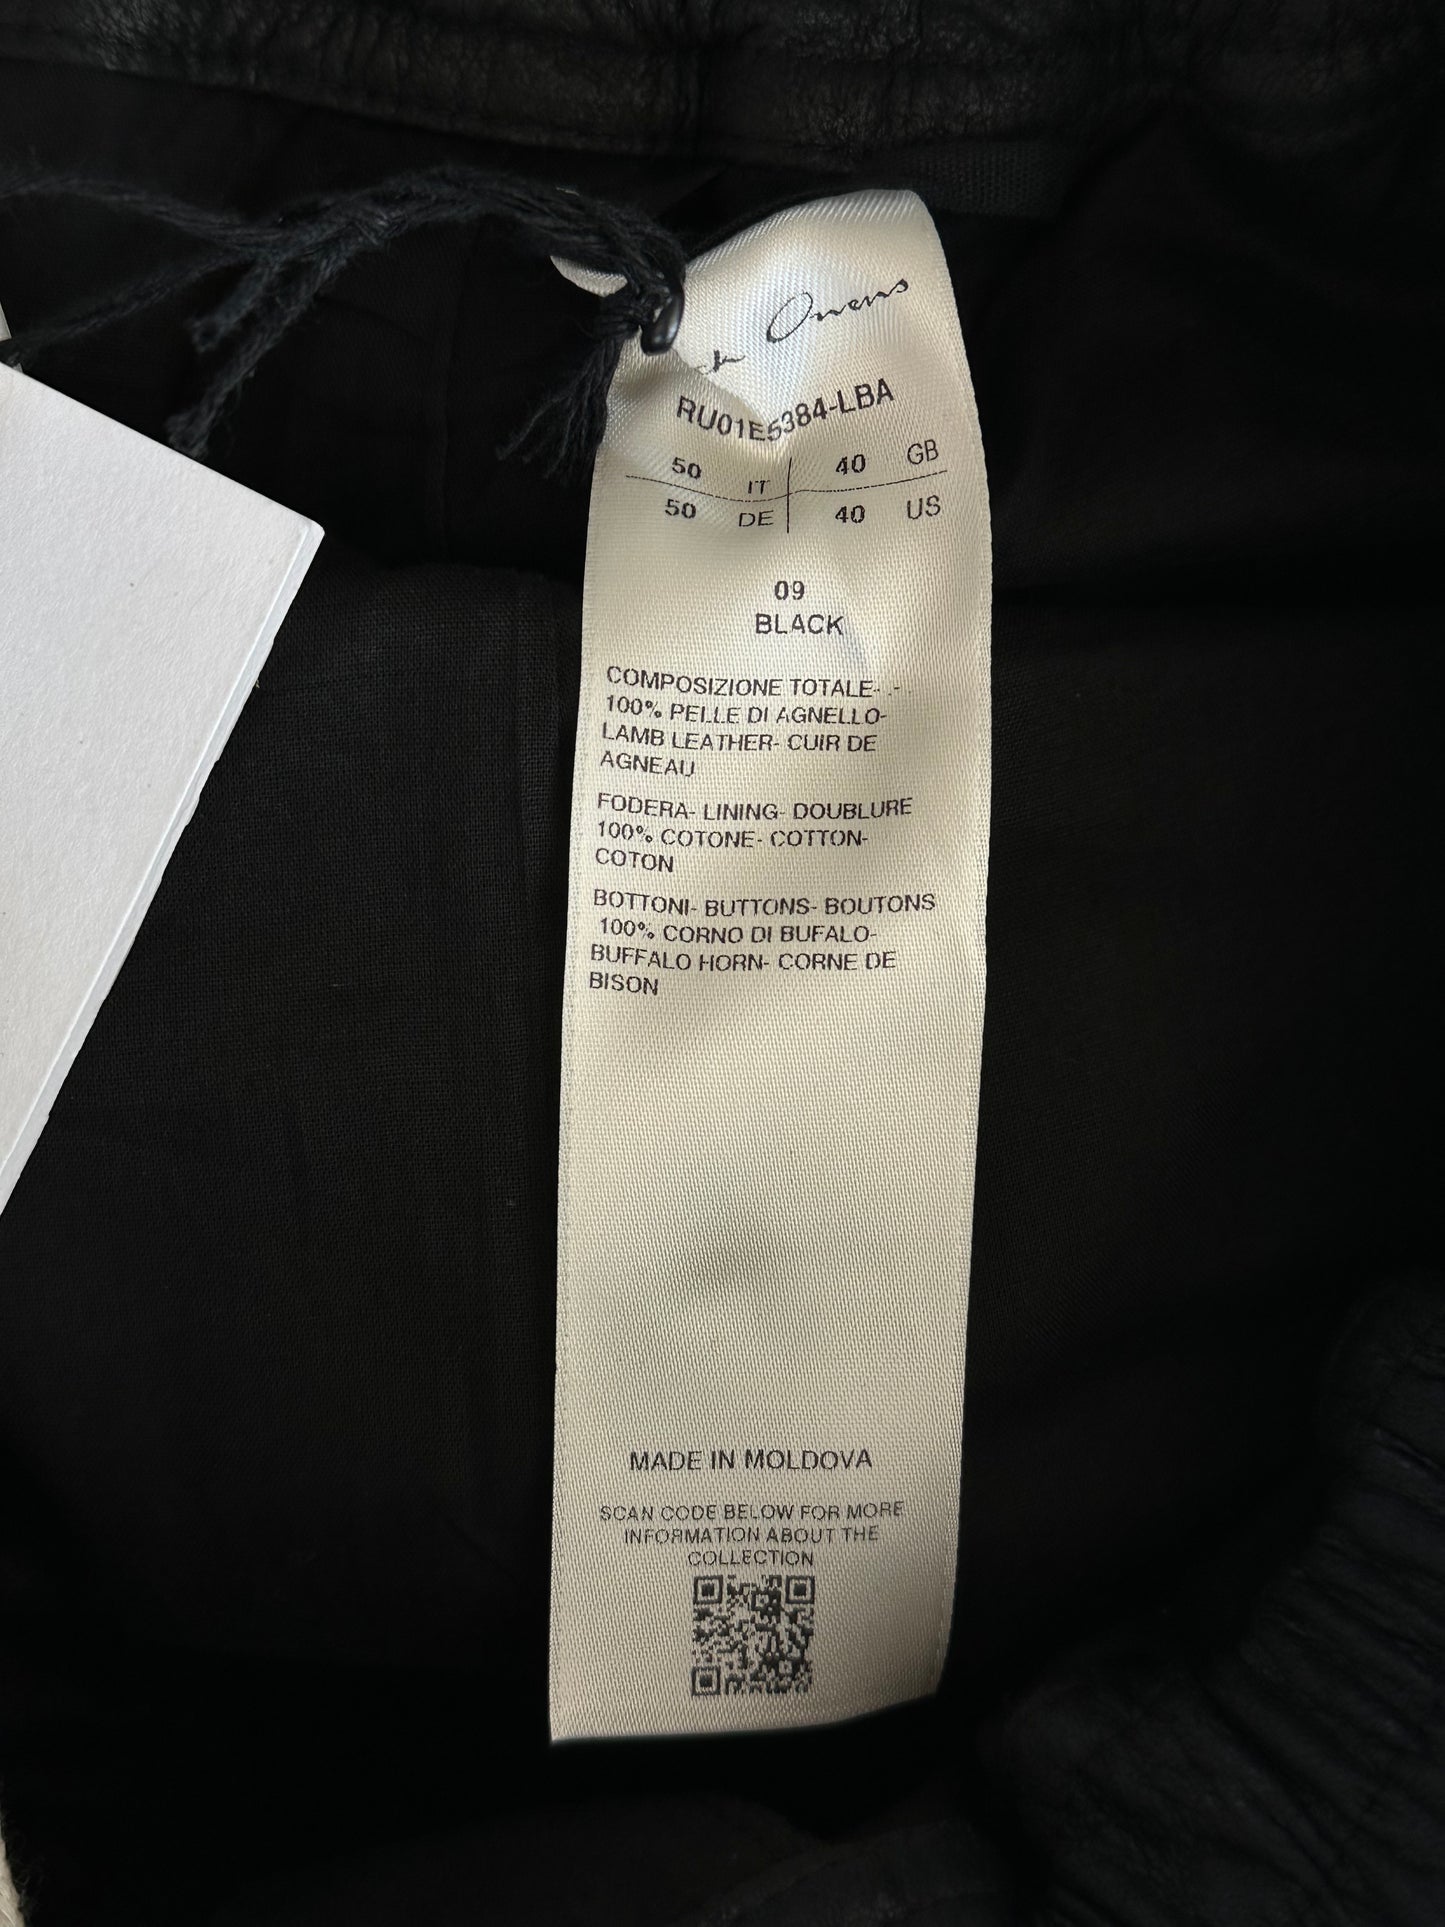 Owens
RU01E5384-LBA
50 IT 40 GB
50 DE 40 US
09
BLACK
COMPOSIZIONE TOTALE- .-
100% PELLE DI AGNELLO-
LAMB LEATHER- CUIR DE
AGNEAU
FODERA- LINING- DOUBLURE
100% COTONE- COTTON-
COTON
BOTTONI- BUTTONS- BOUTONS
100% CORNO DI BUFALO-
BUFFALO HORN- CORNE DE
BISON
MADE IN MOLDOVA
SCAN CODE BELOW FOR MORE
INFORMATION ABOUT THE
COLLECTION